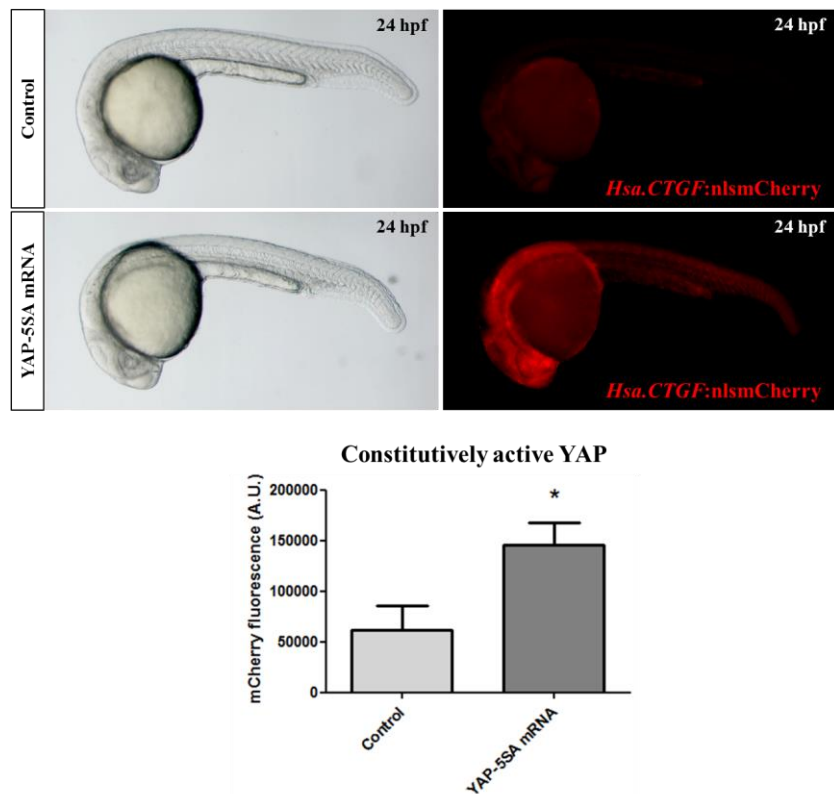 Control
24 hpf
24 hpf
Hsa.CTGF:nlsmCherry
YAP-5SA mRNA
24 hpf
24 hpf
Hsa.CTGF:nlsmCherry
Constitutively active YAP
mCherry fluorescence (A.U.)
200000
150000
100000
50000
0
*
Control
YAP-5SA mRNA